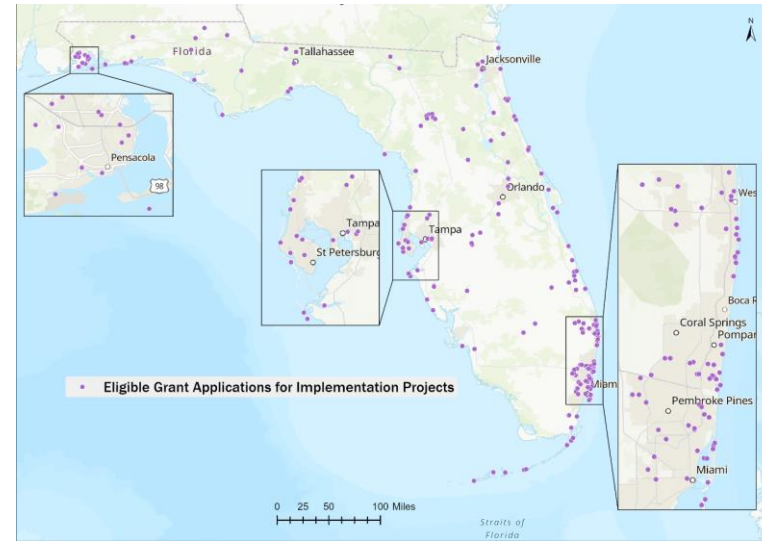 N
Florida
Tallahassee
Jacksonville
Pensacola
98
Orlando
Tampa
St Petersburg
Tampa
Wes
Boca R
Coral Springs
Pompan
Eligible Grant Applications for Implementation Projects
Miam
Pembroke Pines
Miami
0 25 50 100 Miles
Straits of
Florida